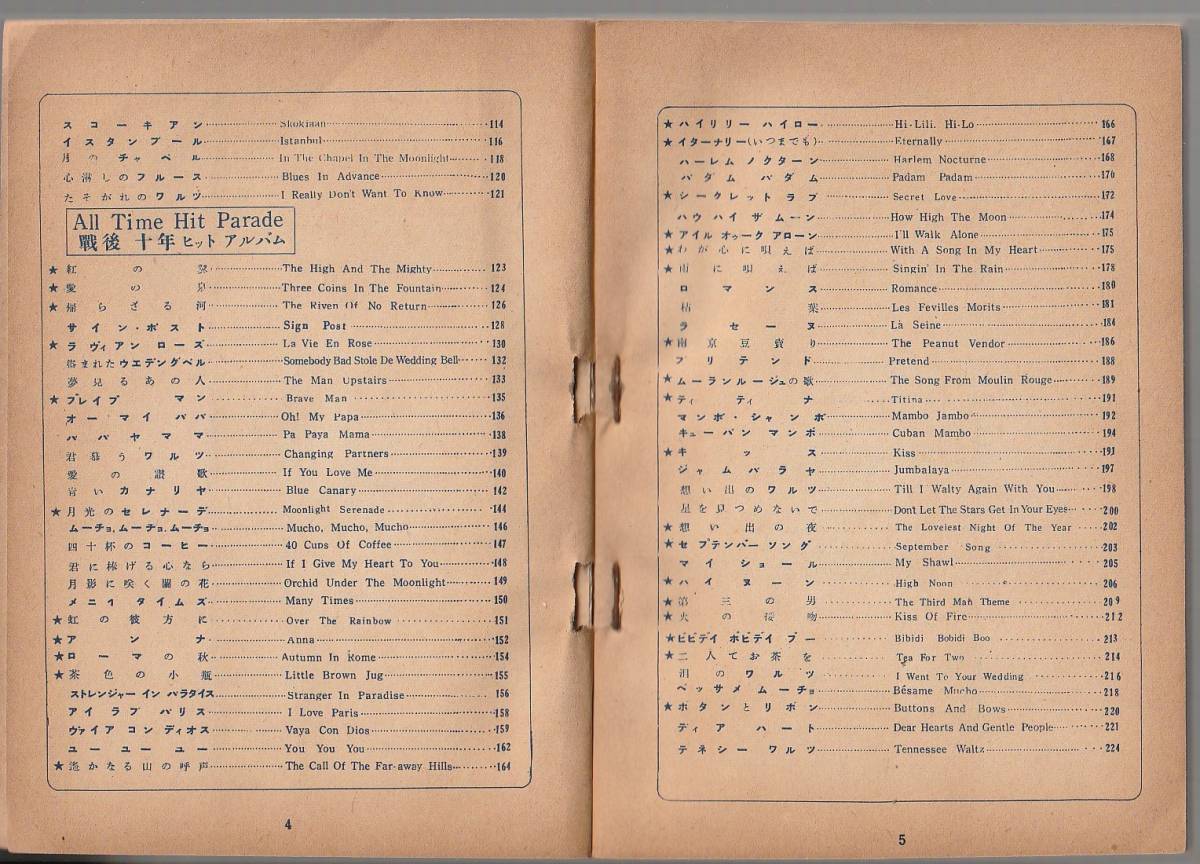 スコーキアン Skokiaan 114
イスタンブール Istanbul 116
月のチャペル In The Chapel In The Moonlight 118
心淋しのブルース Blues In Advance 120
たそがれのワルツ I Really Don't Want To Know 121
All Time Hit Parade
戰後 十年 ヒット アルバム
★紅の翼 The High And The Mighty 123
★愛の泉 Three Coins In The Fountain 124
★帰らざる河 The Riven Of No Return 126
サイン・ポスト Sign Post 128
★ラ ヴィアン ローズ La Vie En Rose 130
盗まれたウエデングベル Somebody Bad Stole De Wedding Bell 132
夢見るあの人 The Man Upstairs 133
★ブレイブ マン Brave Man 135
オー マイ パパ Oh! My Papa 136
パパヤママ Pa Paya Mama 138
君慕うワルツ Changing Partners 139
愛の讃歌 If You Love Me 140
青いカナリヤ Blue Canary 142
★月光のセレナーデ Moonlight Serenade 144
ムーチョ,ムーチョ,ムーチョ Mucho, Mucho, Mucho 146
四十杯のコーヒー 40 Cups Of Coffee 147
君に捧げる心なら If I Give My Heart To You 148
月影に咲く蘭の花 Orchid Under The Moonlight 149
メニイ タイムズ Many Times 150
★虹の彼方に Over The Rainbow 151
★アンナ Anna 152
★ローマの秋 Autumn In Rome 154
★茶色の小瓶 Little Brown Jug 155
ストレンジャー イン パラタイス Stranger In Paradise 156
アイ ラブ パリス I Love Paris 158
ヴァイア コン ディオス Vaya Con Dios 159
ユー ユー ユー You You You 162
★遙かなる山の呼声 The Call Of The Far-away Hills 164
4
★ハイリリー ハイロー Hi-Lili. Hi-Lo 166
★イターナリー(いつまでも) Eternally 167
ハーレム ノクターン Harlem Nocturne 168
パダム パダム Padam Padam 170
★シークレット ラブ Secret Love 172
ハウ ハイ ザ ムーン How High The Moon 174
★アイル オゥーク アローン I'll Walk Alone 175
★わが心に唄えば With A Song In My Heart 175
★雨に唄えば Singin' In The Rain 178
ロマンス Romance 180
枯葉 Les Fevilles Morits 181
ラ セーヌ Là Seine 184
★南京豆賣り The Peanut Vendor 186
プリテンド Pretend 188
★ムーランルージュの歌 The Song From Moulin Rouge 189
★ティティナ Titina 191
マンボ・ジャンボ Mambo Jambo 192
キューバン マンボ Cuban Mambo 194
★キッス Kiss 191
ジャムバラヤ Jumbalaya 197
想い出のワルツ Till I Walty Again With You 198
星を見つめないで Dont Let The Stars Get In Your Eyes 200
★想い出の夜 The Loveiest Night Of The Year 202
★セプテンバー ソング September Song 203
マイ ショール My Shawl 205
★ハイ ヌーン High Noon 206
★第三の男 The Third Man Theme 209
★火の接吻 Kiss Of Fire 212
★ビビデイ ボビデイ ブー Bibidi Bobidi Boo 213
★二人でお茶を Tea For Two 214
泪のワルツ I Went To Your Wedding 216
ベッサメ ムーチョ Bésame Mucho 218
★ボタンとリボン Buttons And Bows 220
ディア ハート Dear Hearts And Gentle People 221
テネシー ワルツ Tennessee Waltz 224
5